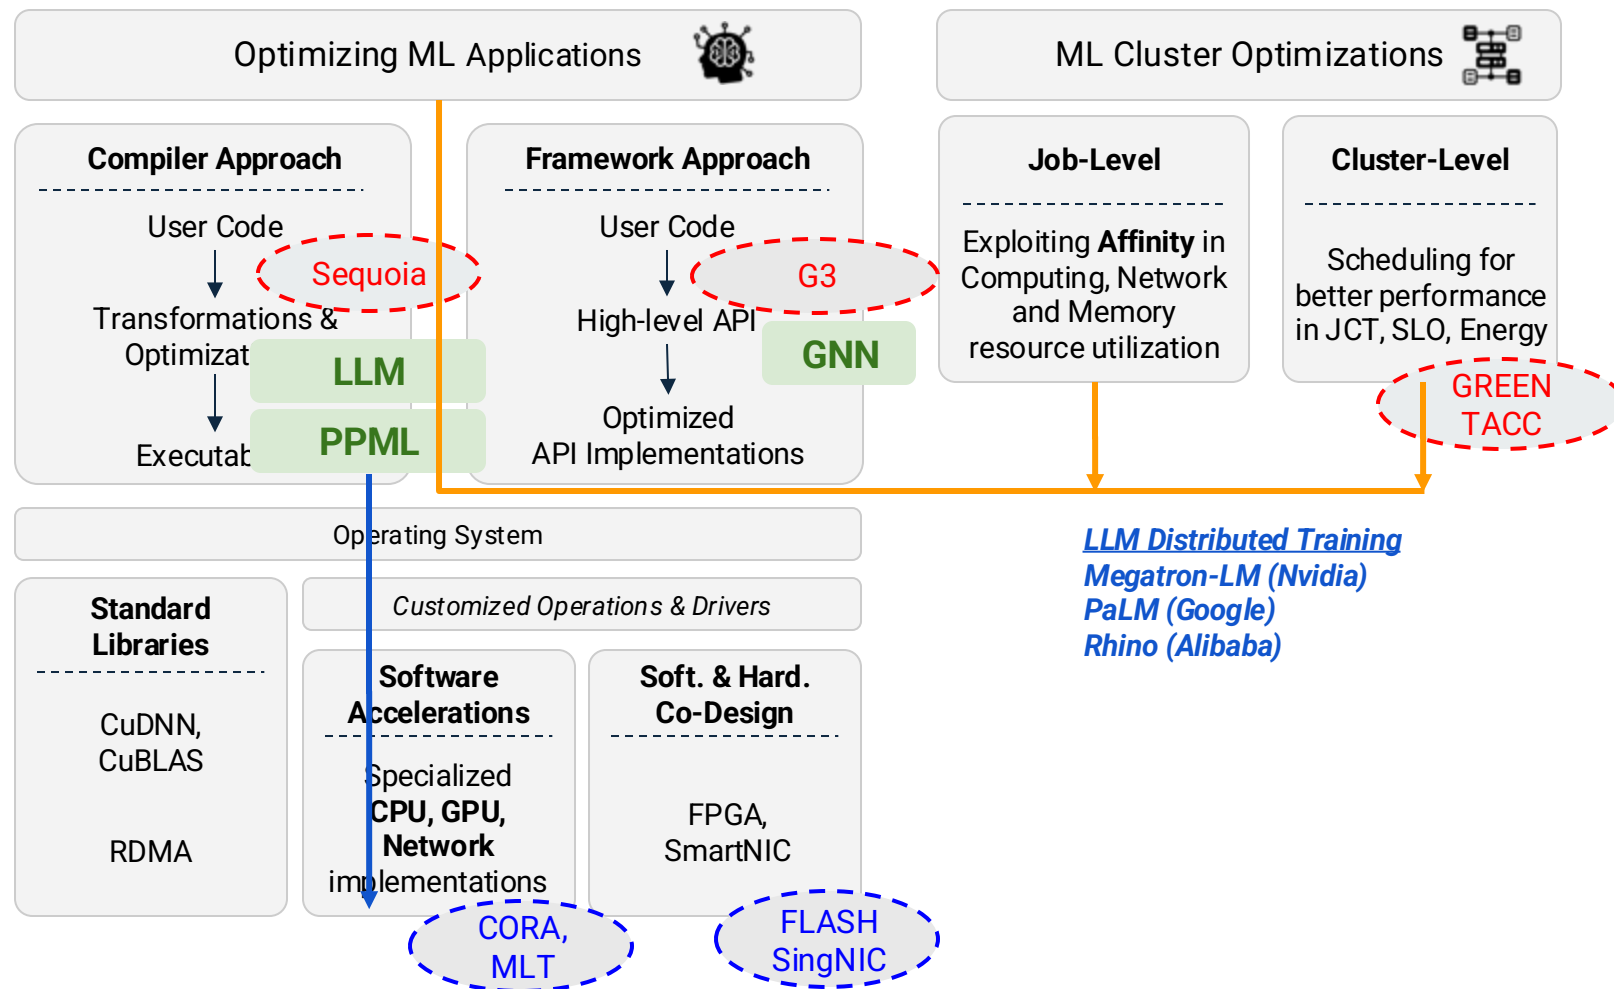 Optimizing ML Applications
ML Cluster Optimizations
Compiler Approach
User Code
Sequoia
Transformations &
Optimizat
LLM
PPML
Executab
Framework Approach
User Code
G3
High-level API
GNN
Optimized
API Implementations
Job-Level
Exploiting Affinity in
Computing, Network
and Memory
resource utilization
Cluster-Level
Scheduling for
better performance
in JCT, SLO, Energy
GREEN
TACC
Operating System
LLM Distributed Training
Megatron-LM (Nvidia)
PaLM (Google)
Rhino (Alibaba)
Standard
Libraries
CuDNN,
CuBLAS
RDMA
Customized Operations & Drivers
Software
Accelerations
Specialized
CPU, GPU,
Network
implementations
CORA,
MLT
Soft. & Hard.
Co-Design
FPGA,
SmartNIC
FLASH
SingNIC